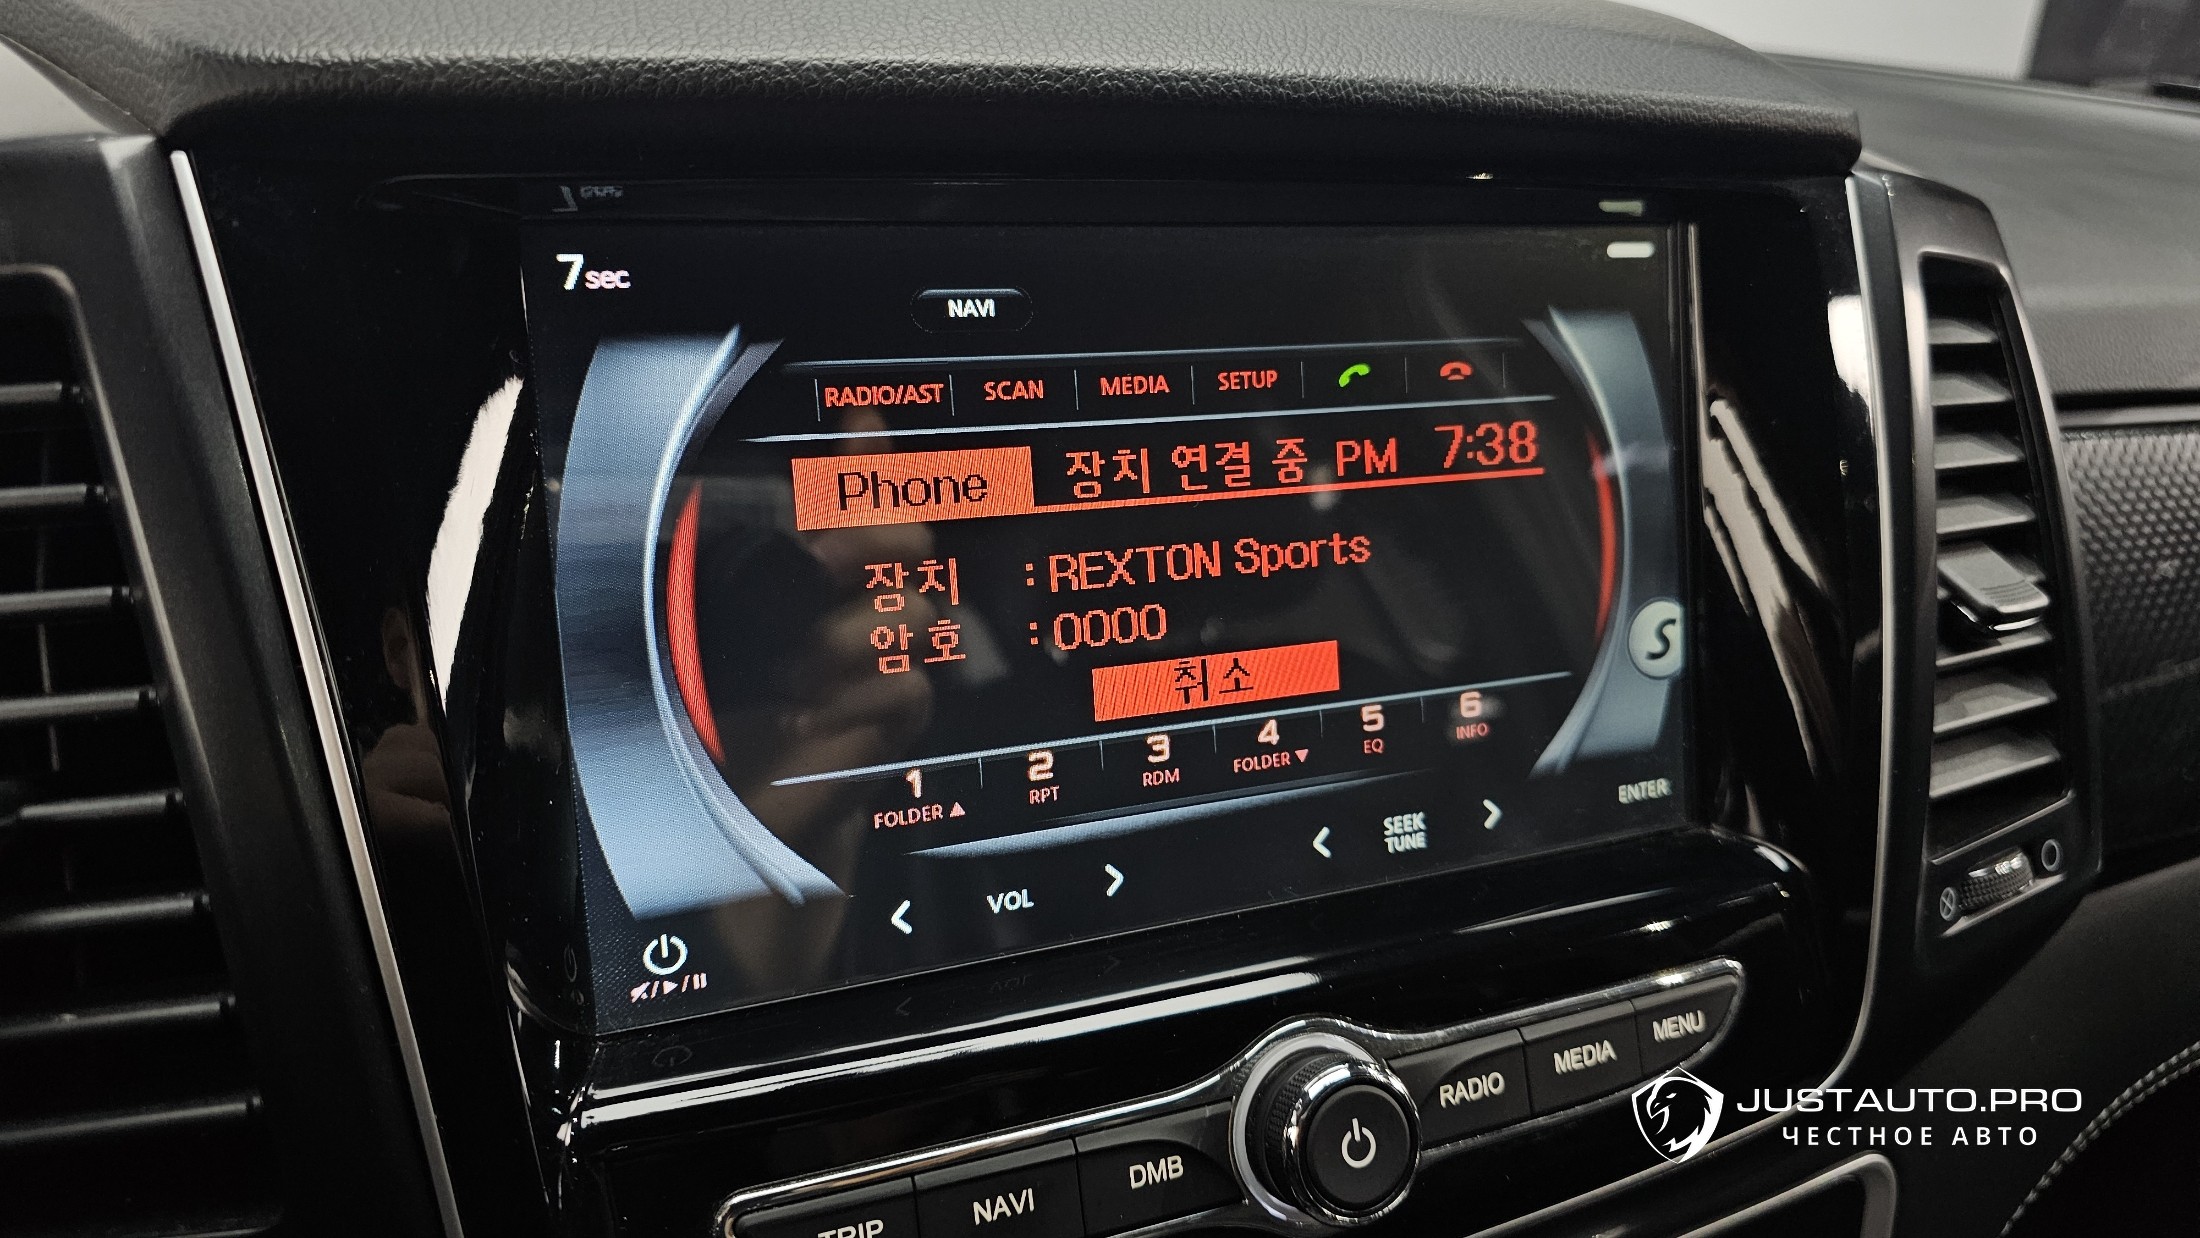 7sec
NAVI
RADIO/AST SCAN MEDIA SETUP
Phone 장치 연결 중 PM 7:38
장치 : REXTON Sports
암호 : 0000
취소
1 2 3 4 5 6
FOLDER ▲ RPT RDM FOLDER ▼ EQ INFO
< VOL > < SEEK TUNE > ENTER
S
TRIP NAVI DMB RADIO MEDIA MENU
JUSTAUTO.PRO
ЧЕСТНОЕ АВТО